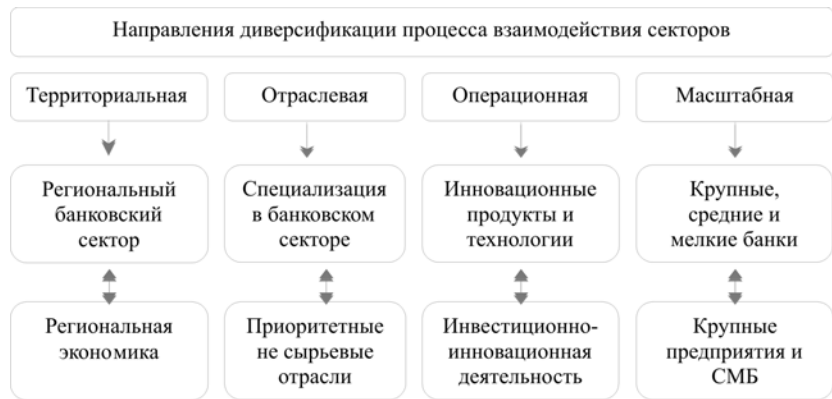 Направления диверсификации процесса взаимодействия секторов
Территориальная
Отраслевая
Операционная
Масштабная
Региональный
банковский
сектор
Специализация
в банковском
секторе
Инновационные
продукты и
технологии
Крупные,
средние и
мелкие банки
Региональная
экономика
Приоритетные
не сырьевые
отрасли
Инвестиционно-
инновационная
деятельность
Крупные
предприятия и
СМБ